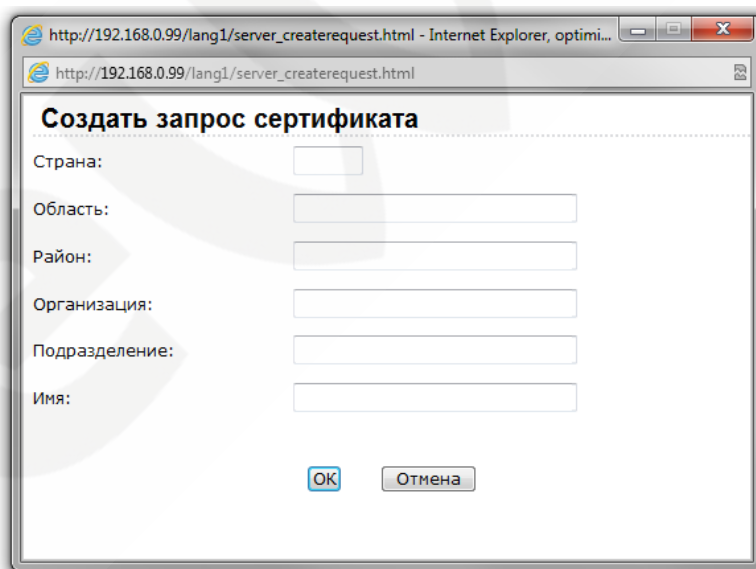 http://192.168.0.99/lang1/server_createrequest.html - Internet Explorer, optimi...
http://192.168.0.99/lang1/server_createrequest.html
Создать запрос сертификата
Страна:
Область:
Район:
Организация:
Подразделение:
Имя:
OK Отмена